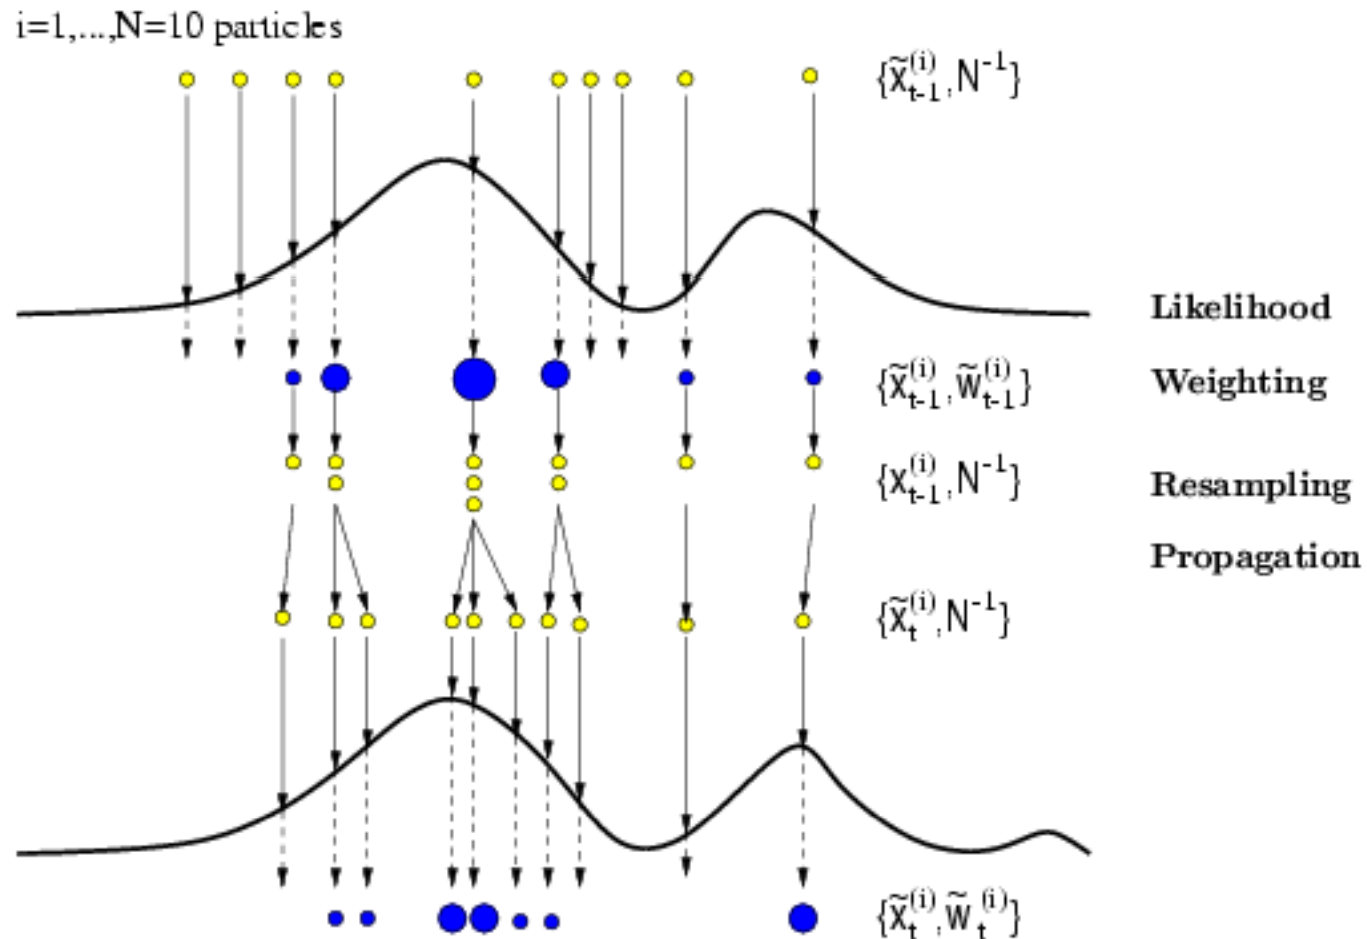 i=1,...,N=10 particles
{x̃_{t-1}^{(i)},N^{-1}}
Likelihood
{x̃_{t-1}^{(i)},w̃_{t-1}^{(i)}} Weighting
{x_{t-1}^{(i)},N^{-1}} Resampling
Propagation
{x̃_t^{(i)},N^{-1}}
{x̃_t^{(i)},w̃_t^{(i)}}